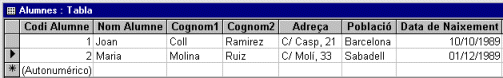 Alumnes : Tabla
Codi Alumne Nom Alumne Cognom1 Cognom2 Adreça Població Data de Naixement
1 Joan Coll Ramirez C/ Casp, 21 Barcelona 10/10/1989
2 Maria Molina Ruiz C/ Molí, 33 Sabadell 01/12/1989
(Autonumérico)